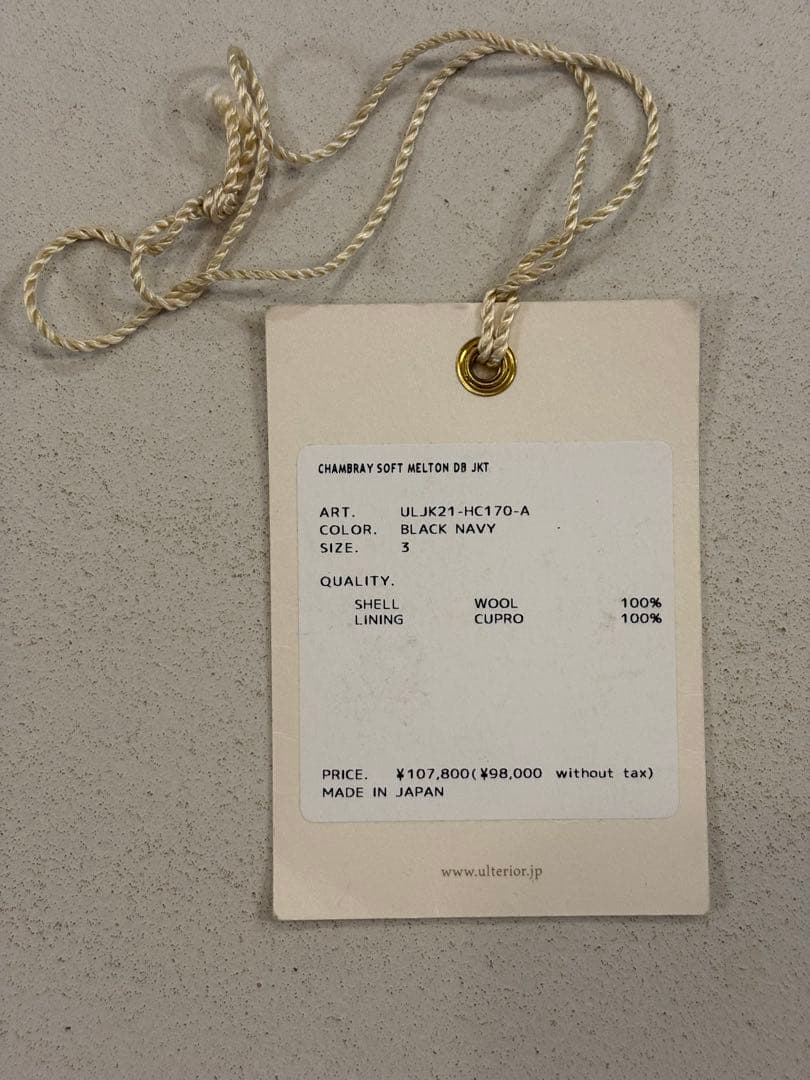 CHAMBRAY SOFT MELTON DB JKT
ART. ULJK21-HC170-A
COLOR. BLACK NAVY
SIZE. 3
QUALITY.
SHELL WOOL 100%
LINING CUPRO 100%
PRICE. ¥107,800(¥98,000 without tax)
MADE IN JAPAN
www.ulterior.jp